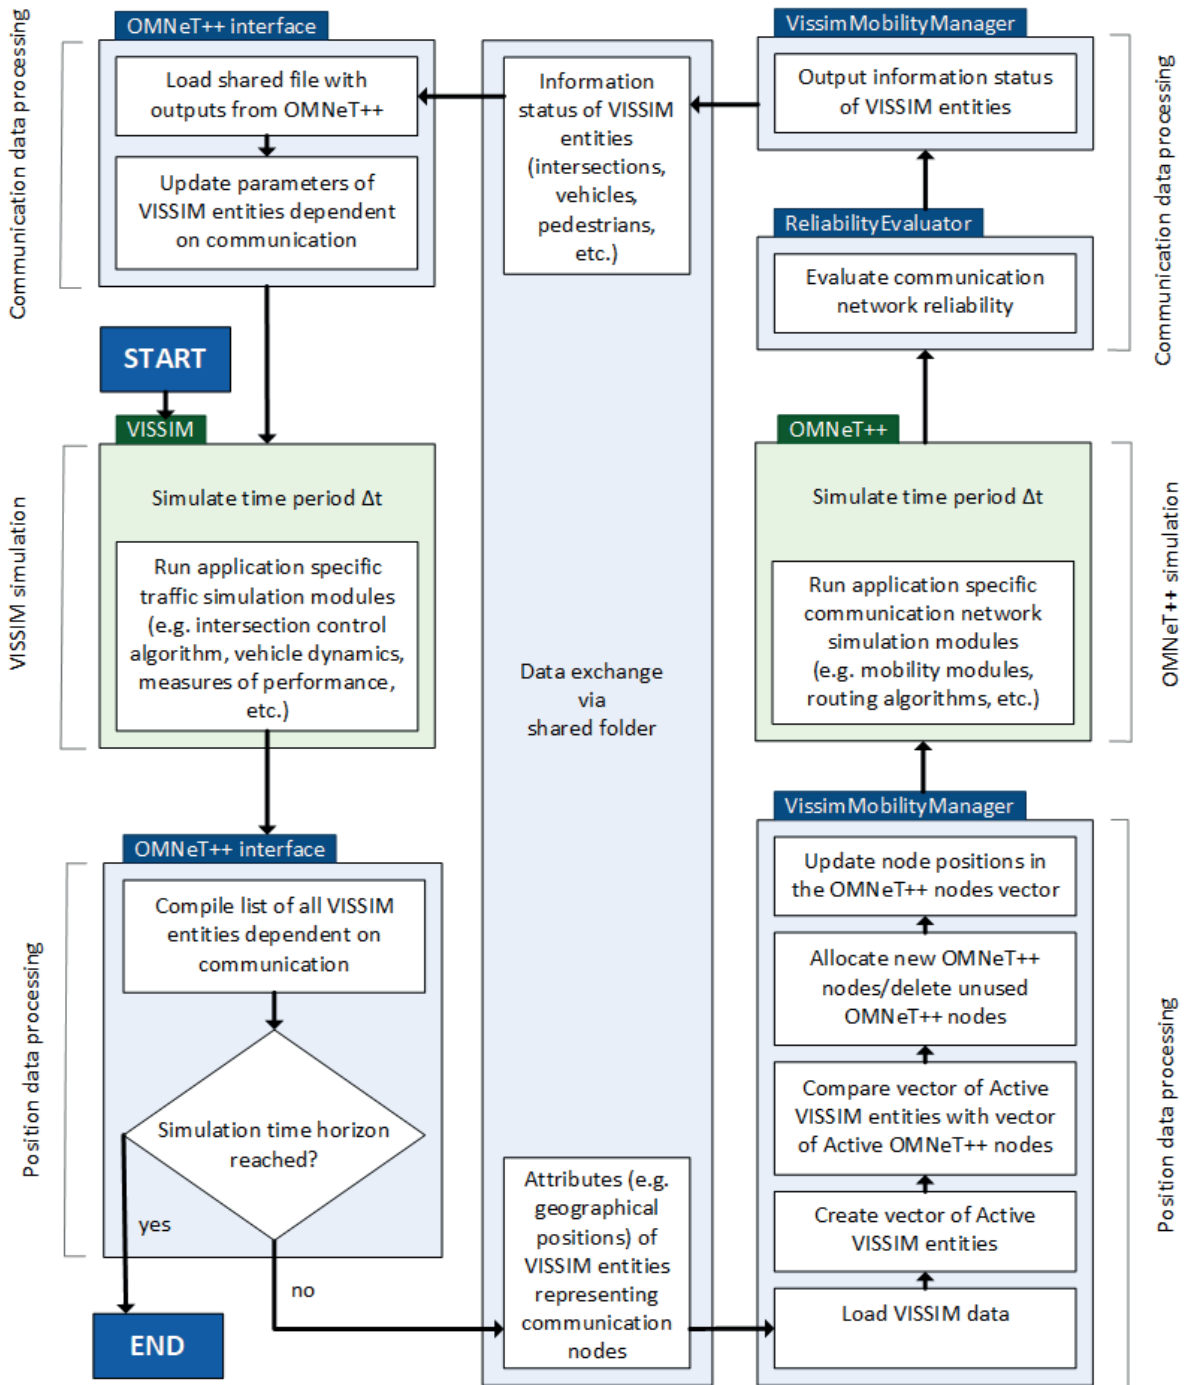 OMNeT++ interface
Communication data processing
Load shared file with
outputs from OMNeT++
Update parameters of
VISSIM entities dependent
on communication
Information
status of VISSIM
entities
(intersections,
vehicles,
pedestrians,
etc.)
VissimMobilityManager
Output information status
of VISSIM entities
ReliabilityEvaluator
Evaluate communication
network reliability
Communication data processing
START
VISSIM
VISSIM simulation
Simulate time period Δt
Run application specific
traffic simulation modules
(e.g. intersection control
algorithm, vehicle dynamics,
measures of performance,
etc.)
Data exchange
via
shared folder
OMNeT++
Simulate time period Δt
Run application specific
communication network
simulation modules
(e.g. mobility modules,
routing algorithms, etc.)
OMNeT++ simulation
OMNeT++ interface
Position data processing
Compile list of all VISSIM
entities dependent on
communication
Simulation time horizon
reached?
yes
no
END
Attributes (e.g.
geographical
positions) of
VISSIM entities
representing
communication
nodes
VissimMobilityManager
Update node positions in
the OMNeT++ nodes vector
Allocate new OMNeT++
nodes/delete unused
OMNeT++ nodes
Compare vector of Active
VISSIM entities with vector
of Active OMNeT++ nodes
Create vector of Active
VISSIM entities
Load VISSIM data
Position data processing